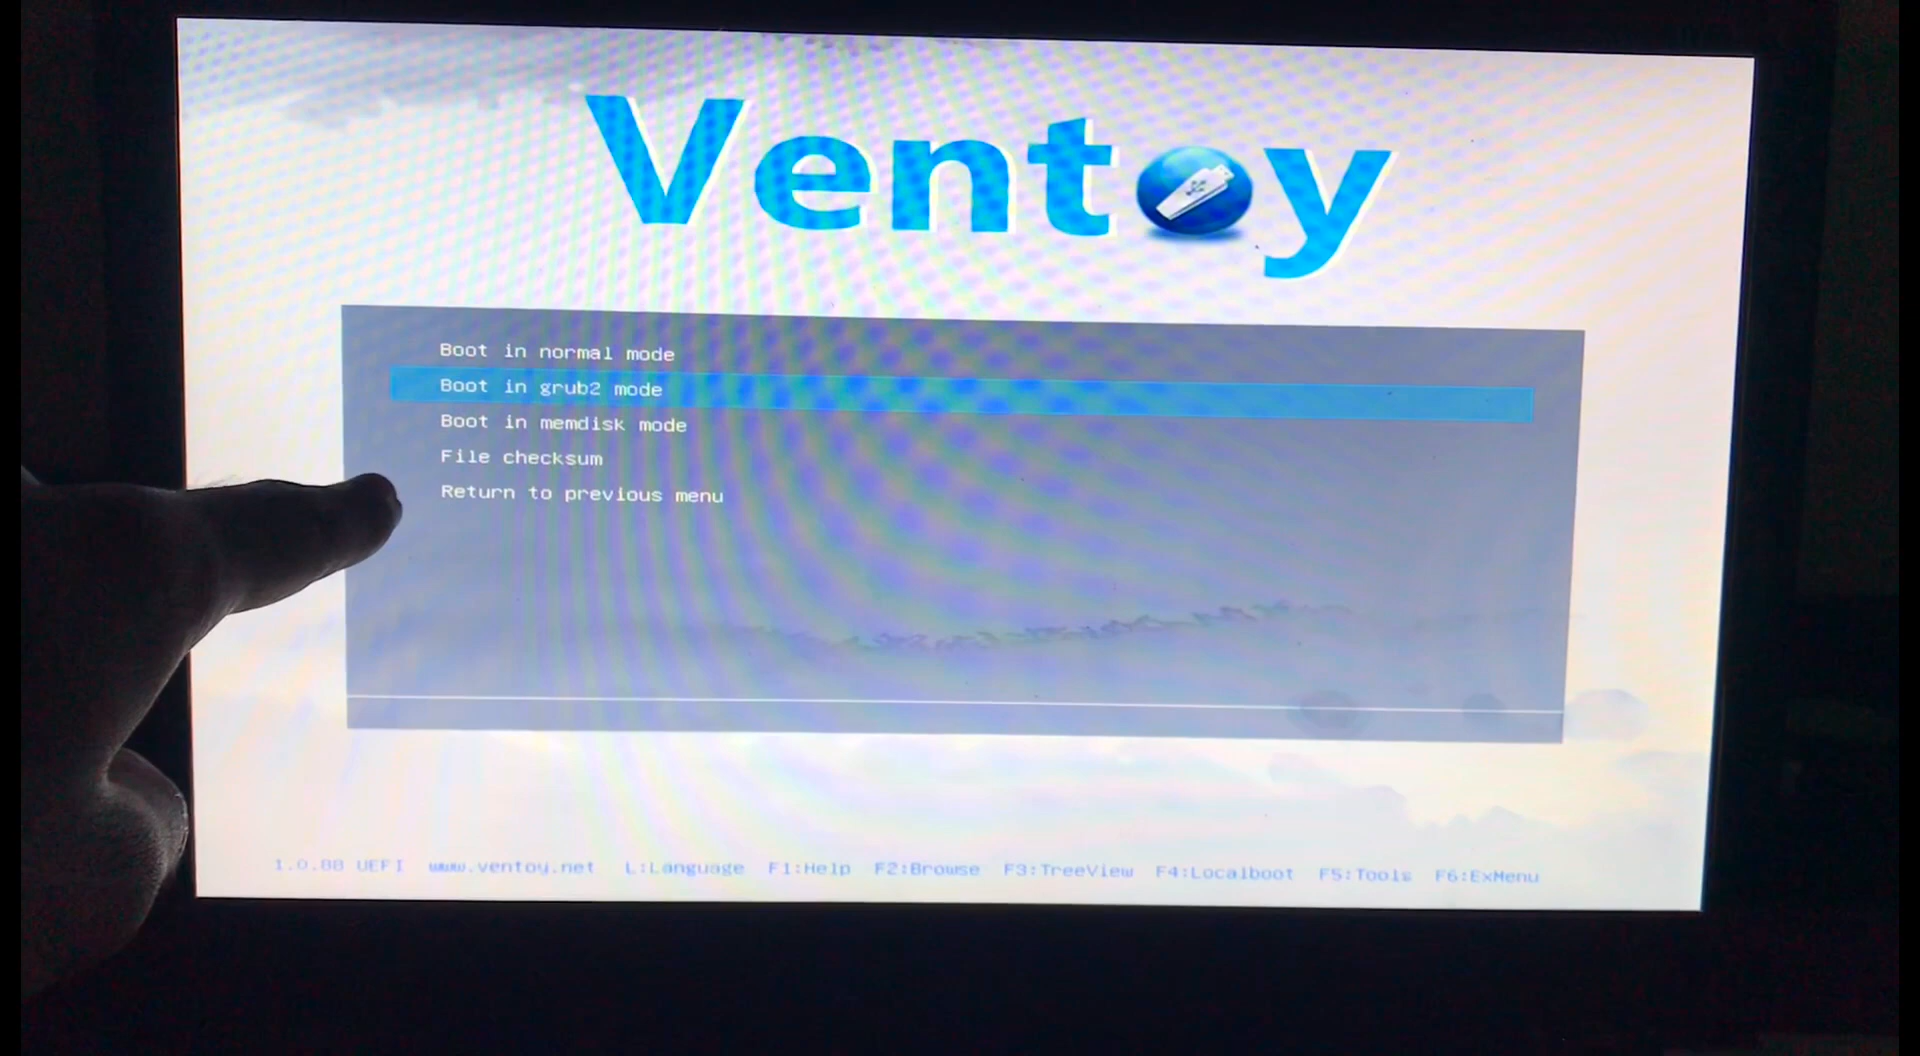 Ventoy
Boot in normal mode
Boot in grub2 mode
Boot in memdisk mode
File checksum
Return to previous menu
1.0.88 UEFI www.ventoy.net L:Language F1:Help F2:Browse F3:TreeView F4:Localboot F5:Tools F6:ExMenu